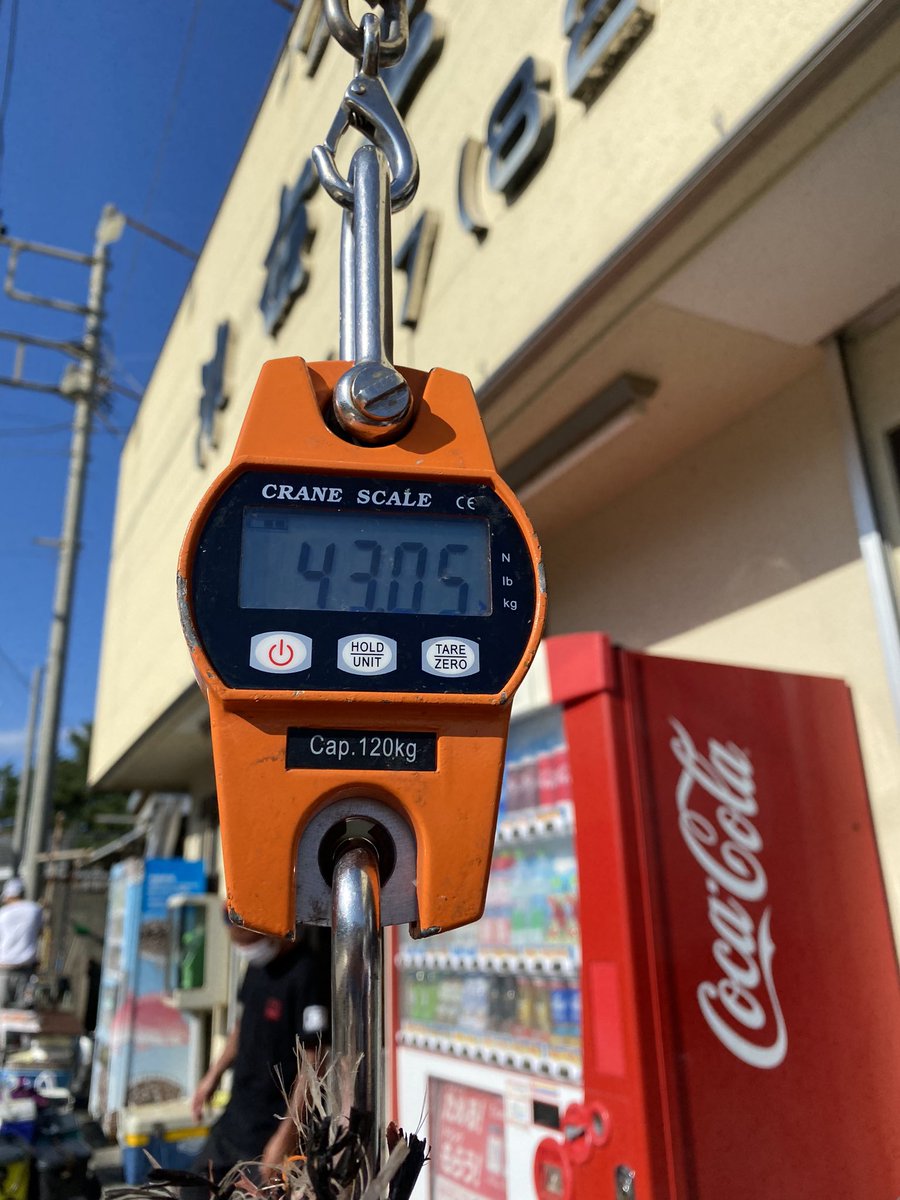 CRANE SCALE CE
43.05
N
lb
kg
HOLD
UNIT
TARE
ZERO
Cap.120kg
Coca-Cola